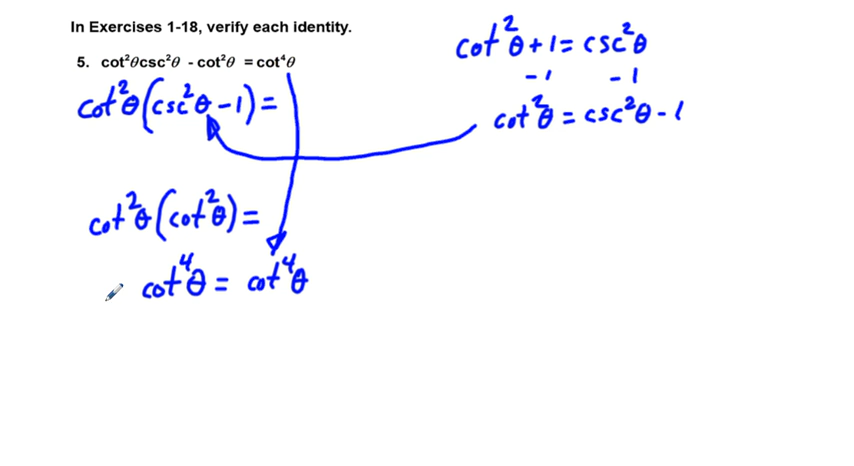 In Exercises 1-18, verify each identity.
5. cot²θcsc²θ - cot²θ = cot⁴θ
cot²θ(csc²θ-1)=
cot²θ(cot²θ)=
cot⁴θ = cot⁴θ
cot²θ+1=csc²θ
-1 -1
cot²θ=csc²θ-1